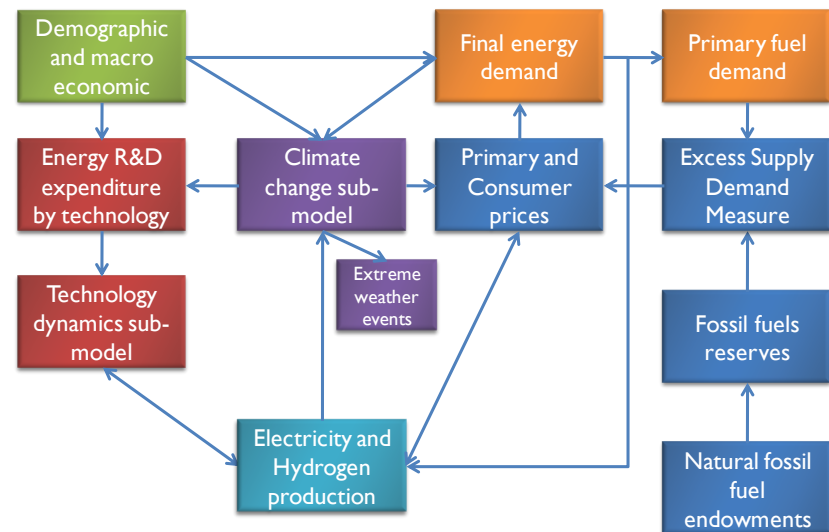 Demographic
and macro
economic
Final energy
demand
Primary fuel
demand
Energy R&D
expenditure
by technology
Climate
change sub-
model
Primary and
Consumer
prices
Excess Supply
Demand
Measure
Extreme
weather
events
Technology
dynamics sub-
model
Fossil fuels
reserves
Electricity and
Hydrogen
production
Natural fossil
fuel
endowments